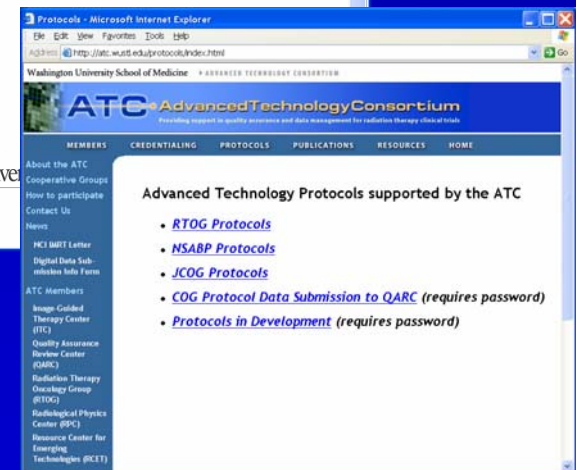 Protocols - Microsoft Internet Explorer
File Edit View Favorites Tools Help
Address http://atc.wustl.edu/protocols/index.html Go
Washington University School of Medicine ADVANCED TECHNOLOGY CONSORTIUM
ATC AdvancedTechnologyConsortium
Providing support in quality assurance and data management for radiation therapy clinical trials
MEMBERS CREDENTIALING PROTOCOLS PUBLICATIONS RESOURCES HOME
ver
About the ATC
Cooperative Groups
How to participate
Contact Us
News
NCI DART Letter
Digital Data Sub-
mission Info Form
ATC Members
Image-Guided
Therapy Center
(ITC)
Quality Assurance
Review Center
(QARC)
Radiation Therapy
Oncology Group
(RTOG)
Radiological Physics
Center (RPC)
Resource Center for
Emerging
Technologies (RCET)
Advanced Technology Protocols supported by the ATC
• RTOG Protocols
• NSABP Protocols
• JCOG Protocols
• COG Protocol Data Submission to QARC (requires password)
• Protocols in Development (requires password)